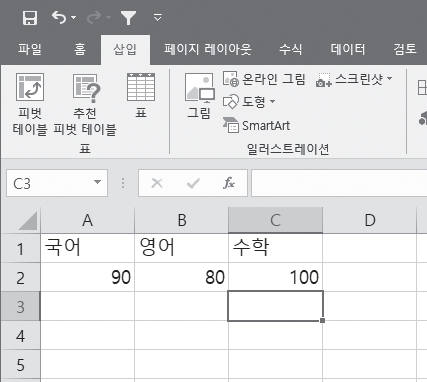 파일 홈 삽입 페이지 레이아웃 수식 데이터 검토
피벗 테이블
추천 피벗 테이블
표
표
그림
온라인 그림
도형
SmartArt
스크린샷
일러스트레이션
C3 fx
A B C D
1 국어 영어 수학
2 90 80 100
3
4
5